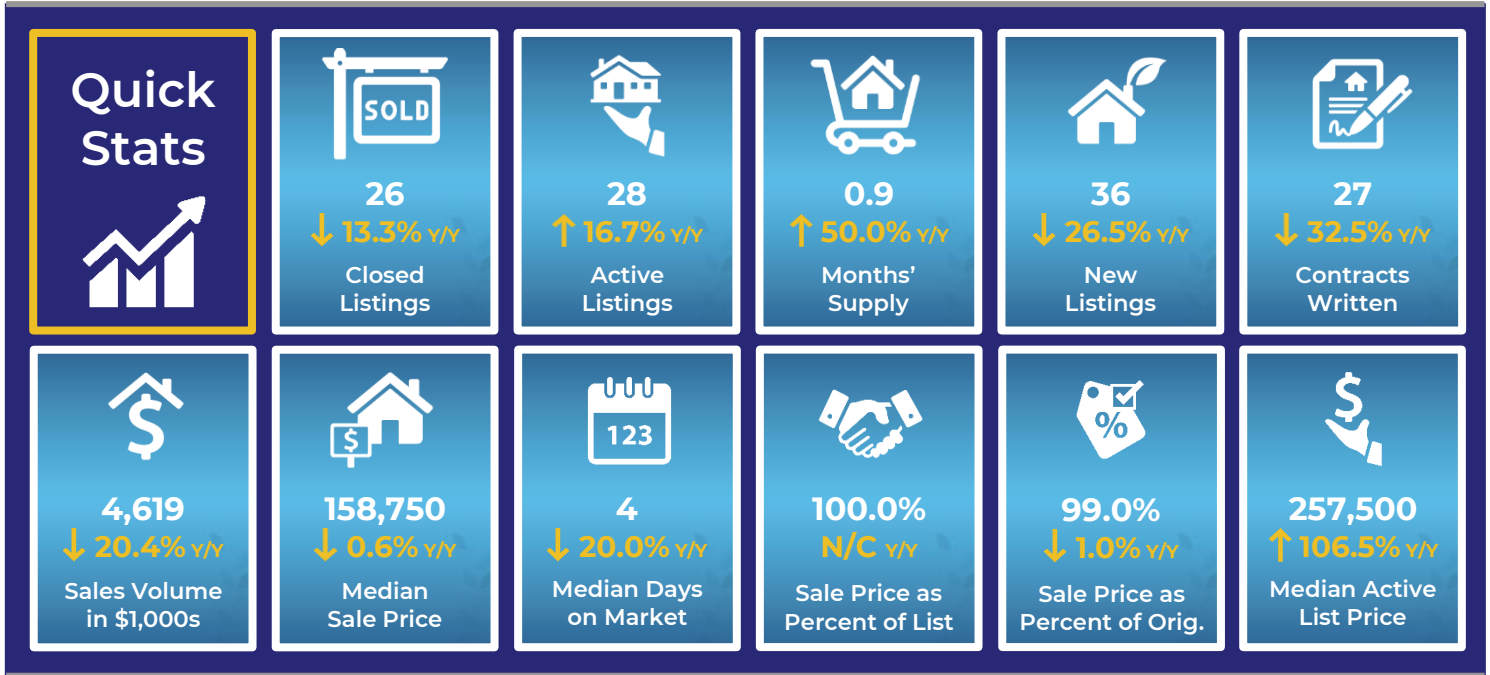 Quick
Stats
SOLD
26
↓ 13.3% Y/Y
Closed
Listings
28
↑ 16.7% Y/Y
Active
Listings
0.9
↑ 50.0% Y/Y
Months’
Supply
36
↓ 26.5% Y/Y
New
Listings
27
↓ 32.5% Y/Y
Contracts
Written
$
4,619
↓ 20.4% Y/Y
Sales Volume
in $1,000s
$
158,750
↓ 0.6% Y/Y
Median
Sale Price
123
4
↓ 20.0% Y/Y
Median Days
on Market
100.0%
N/C Y/Y
Sale Price as
Percent of List
%
99.0%
↓ 1.0% Y/Y
Sale Price as
Percent of Orig.
$
257,500
↑ 106.5% Y/Y
Median Active
List Price